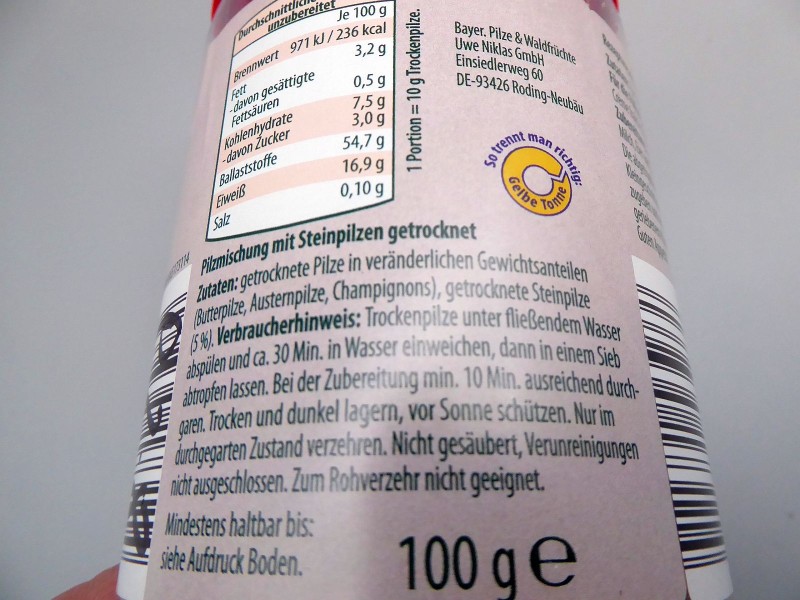 Durchschnittliche
unzubereitet
Je 100 g
Brennwert 971 kJ / 236 kcal
Fett 3,2 g
- davon gesättigte
Fettsäuren 0,5 g
Kohlenhydrate 7,5 g
- davon Zucker 3,0 g
Ballaststoffe 54,7 g
Eiweiß 16,9 g
Salz 0,10 g
1 Portion = 10 g Trockenpilze.
Bayer. Pilze & Waldfrüchte
Uwe Niklas GmbH
Einsiedlerweg 60
DE-93426 Roding-Neubäu
So trennt man richtig:
Gelbe Tonne
Pilzmischung mit Steinpilzen getrocknet
Zutaten: getrocknete Pilze in veränderlichen Gewichtsanteilen
(Butterpilze, Austernpilze, Champignons), getrocknete Steinpilze
(5 %). Verbraucherhinweis: Trockenpilze unter fließendem Wasser
abspülen und ca. 30 Min. in Wasser einweichen, dann in einem Sieb
abtropfen lassen. Bei der Zubereitung min. 10 Min. ausreichend durch-
garen. Trocken und dunkel lagern, vor Sonne schützen. Nur im
durchgegarten Zustand verzehren. Nicht gesäubert, Verunreinigungen
nicht ausgeschlossen. Zum Rohverzehr nicht geeignet.
Mindestens haltbar bis:
siehe Aufdruck Boden.
100 g e